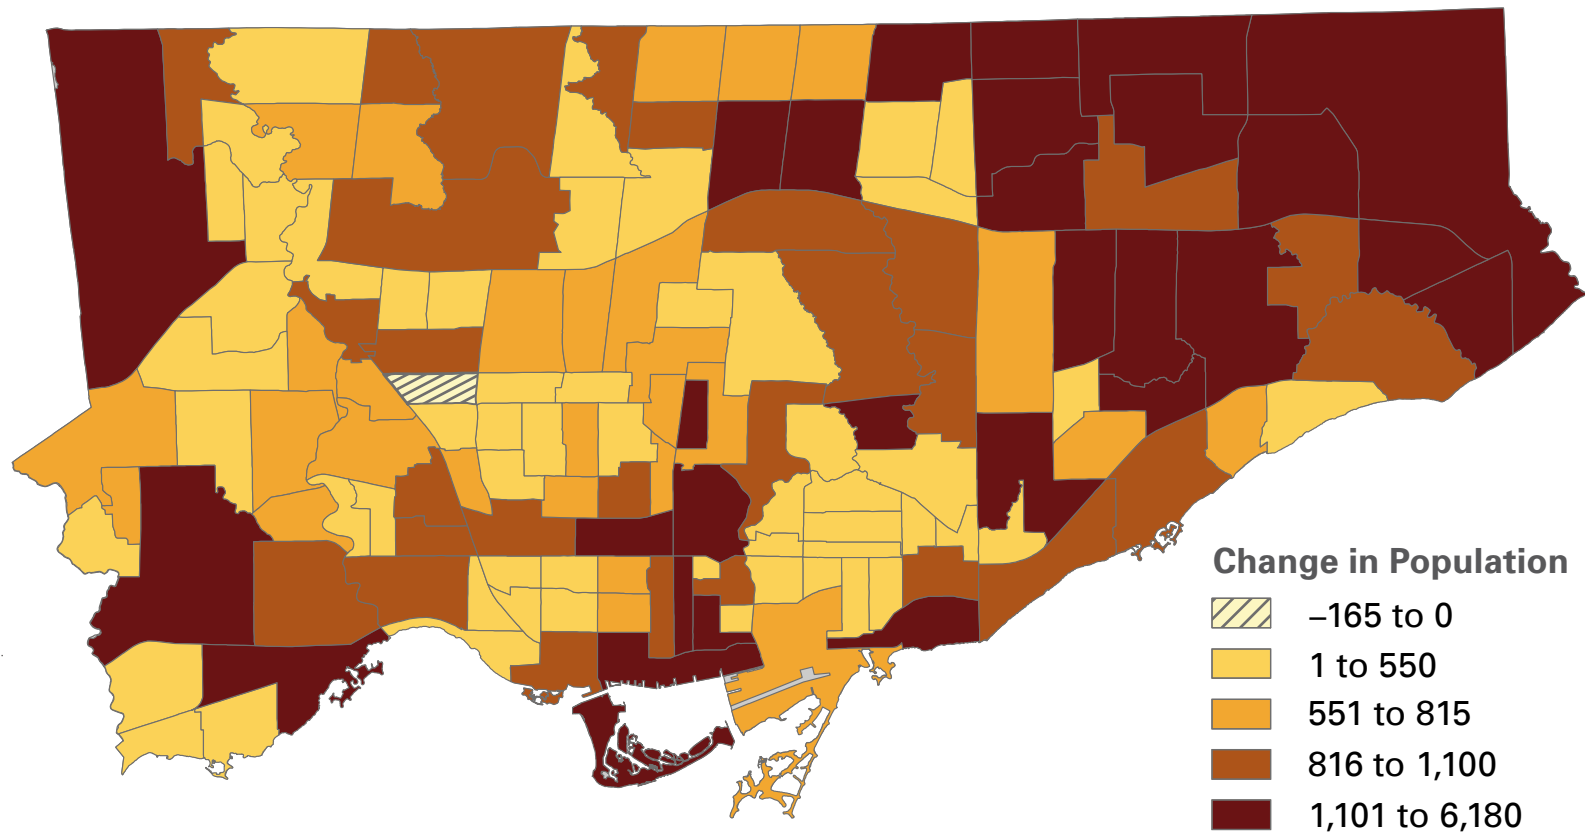 Change in Population
–165 to 0
1 to 550
551 to 815
816 to 1,100
1,101 to 6,180